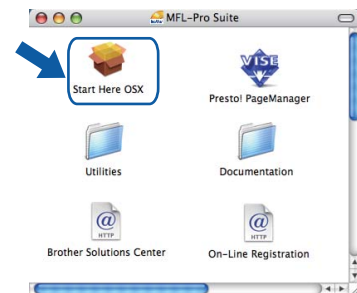 MFL-Pro Suite
Start Here OSX
VISE
Presto! PageManager
Utilities
Documentation
@
HTTP
@
HTTP
Brother Solutions Center
On-Line Registration